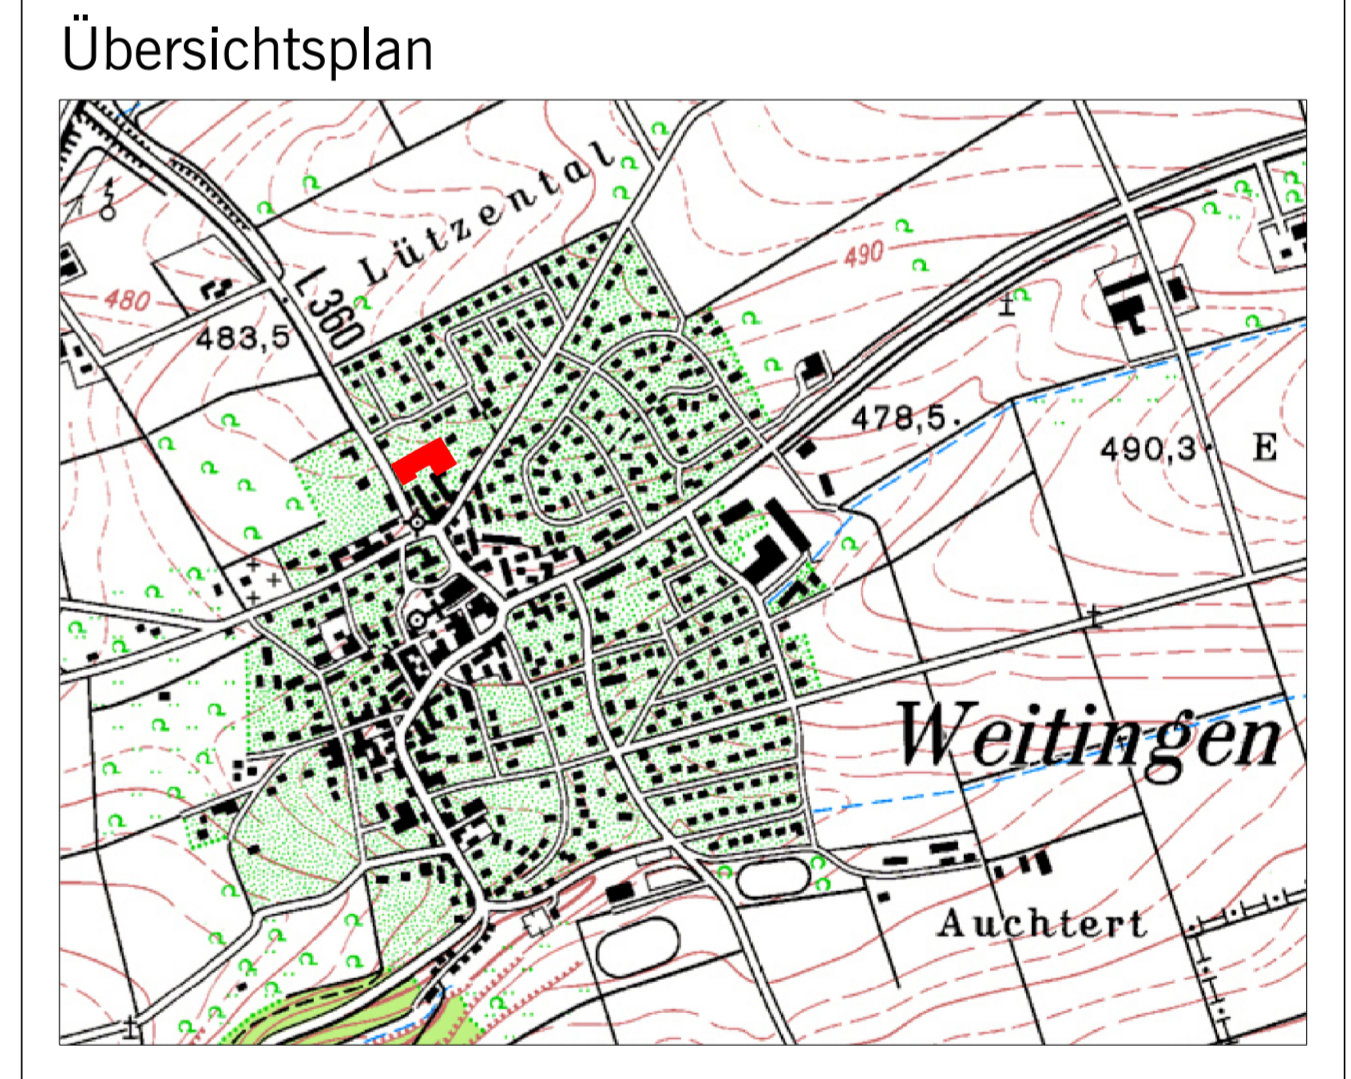 Übersichtsplan
Lützental
490
480
L 360
483,5
478,5
490,3
E
Weitingen
Auchtert